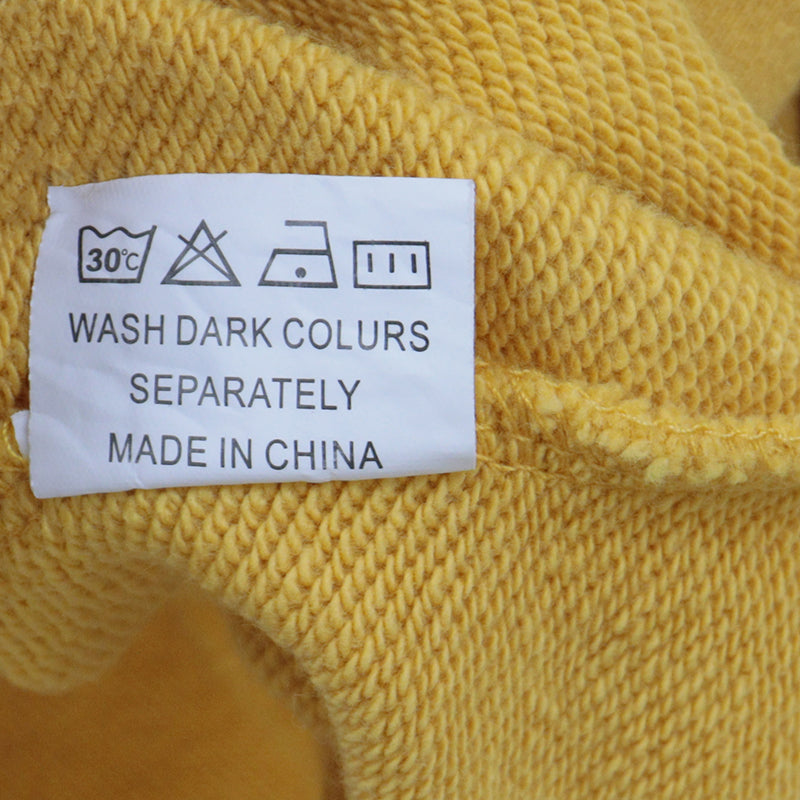 30°C
WASH DARK COLURS
SEPARATELY
MADE IN CHINA